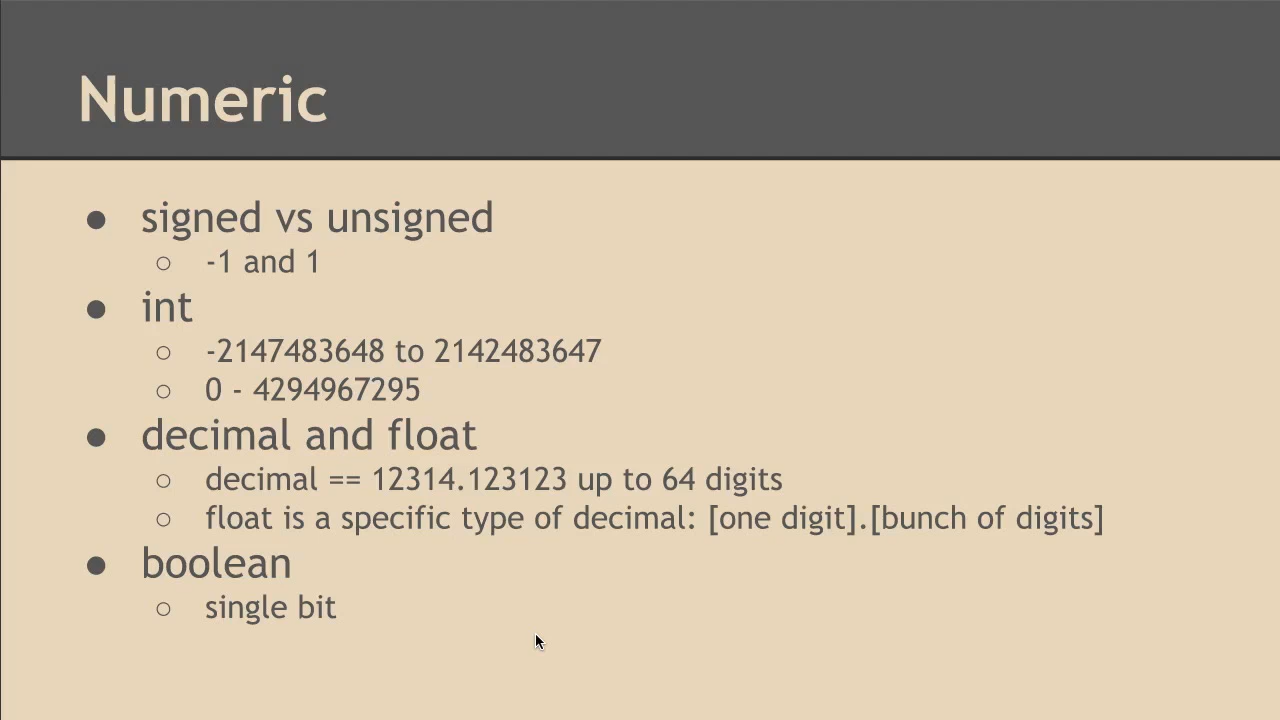 Numeric
● signed vs unsigned
○ -1 and 1
● int
○ -2147483648 to 2142483647
○ 0 - 4294967295
● decimal and float
○ decimal == 12314.123123 up to 64 digits
○ float is a specific type of decimal: [one digit].[bunch of digits]
● boolean
○ single bit